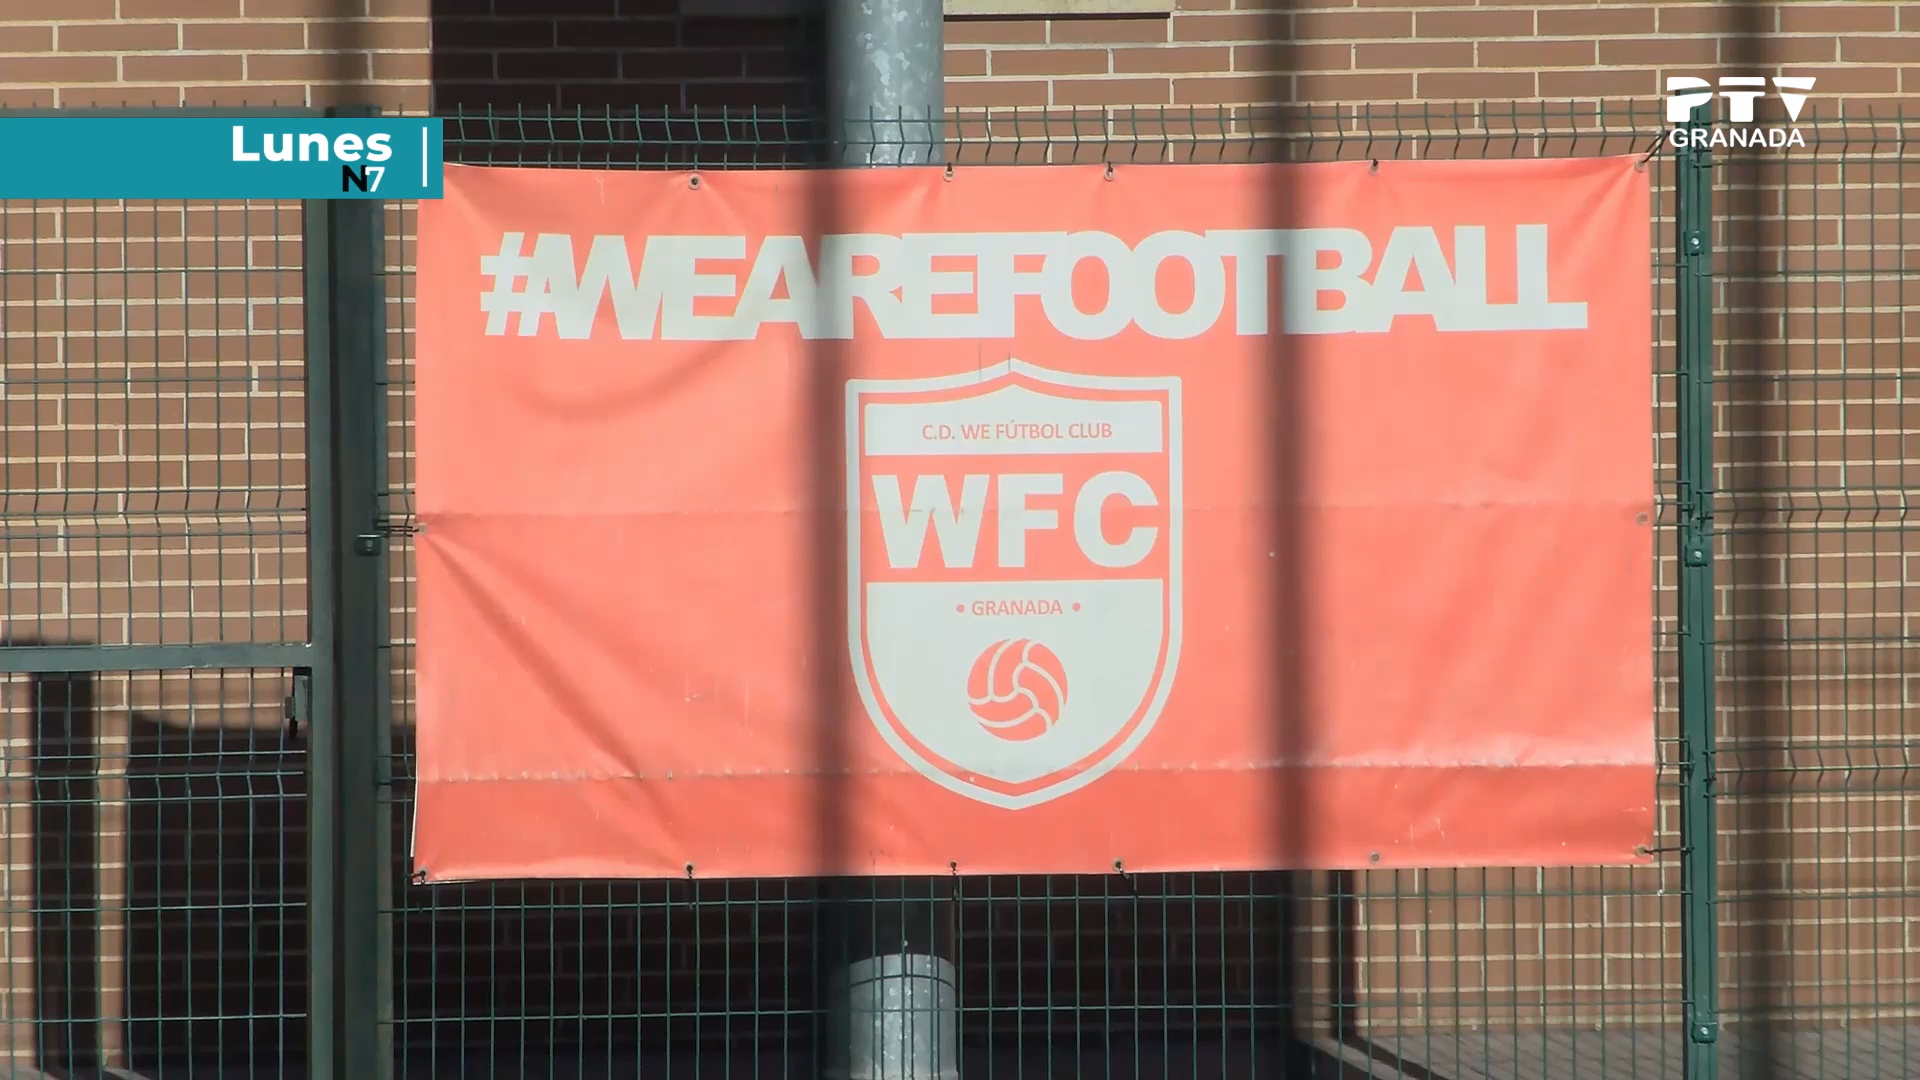 Lunes
N7
PTV
GRANADA
#WEAREFOOTBALL
C.D. WE FÚTBOL CLUB
WFC
• GRANADA •